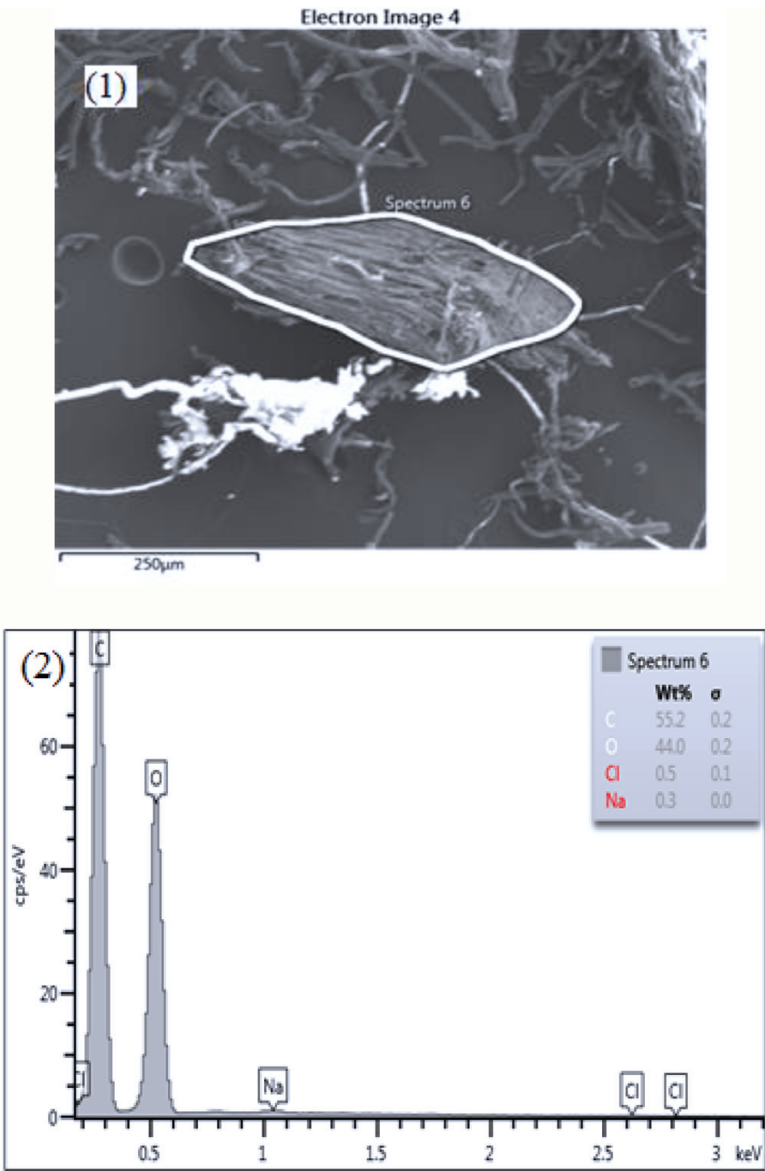 Electron Image 4
(1)
Spectrum 6
250µm
(2)
C
O
Na
Cl
Cl
Spectrum 6
Wt% σ
C 55.2 0.2
O 44.0 0.2
Cl 0.5 0.1
Na 0.3 0.0
cps/eV
60
40
20
0
0.5 1 1.5 2 2.5 3 keV